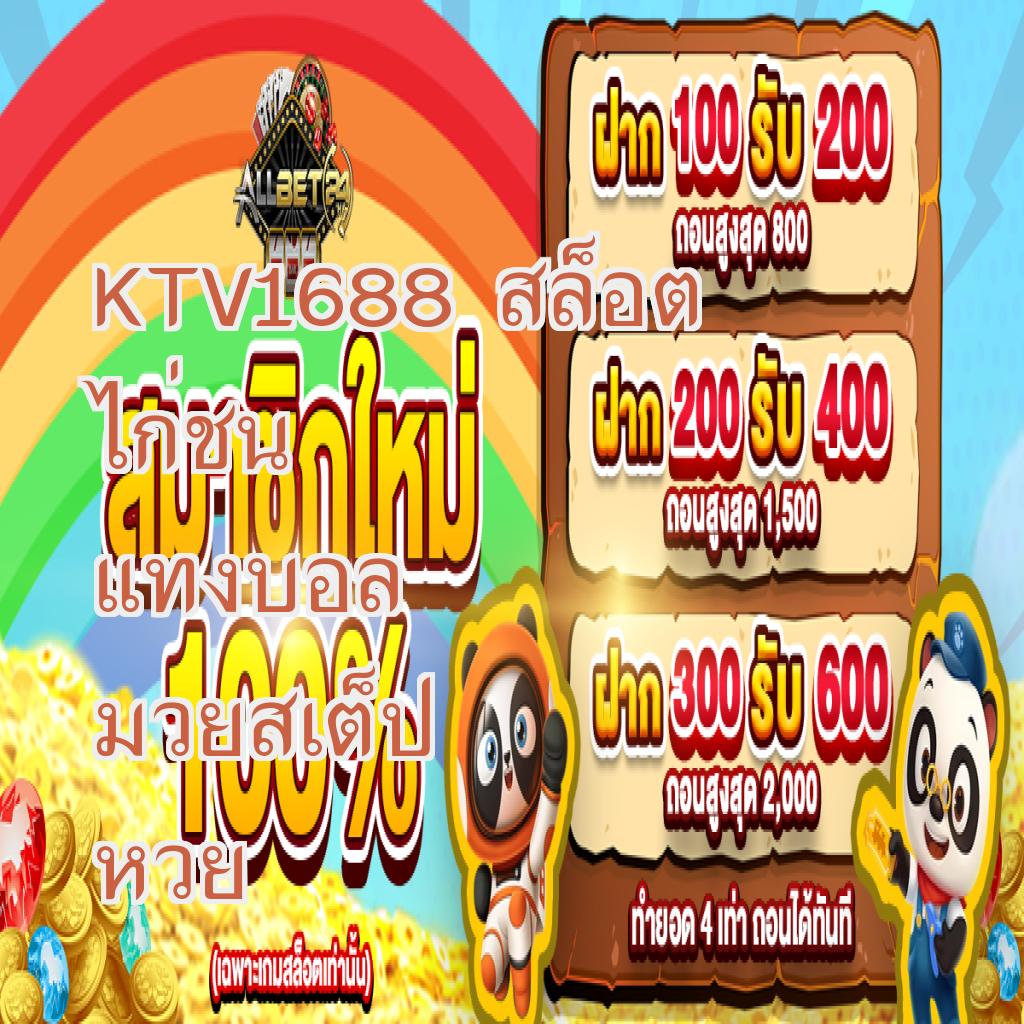 ALLBET24
KTV1688 สล็อต
ไก่ชน
แทงบอล
มวยสเต็ป
หวย
สมาชิกใหม่
100%
(เฉพาะเกมสล็อตเท่านั้น)
ฝาก 100 รับ 200
ถอนสูงสุด 800
ฝาก 200 รับ 400
ถอนสูงสุด 1,500
ฝาก 300 รับ 600
ถอนสูงสุด 2,000
ทำยอด 4 เท่า ถอนได้ทันที